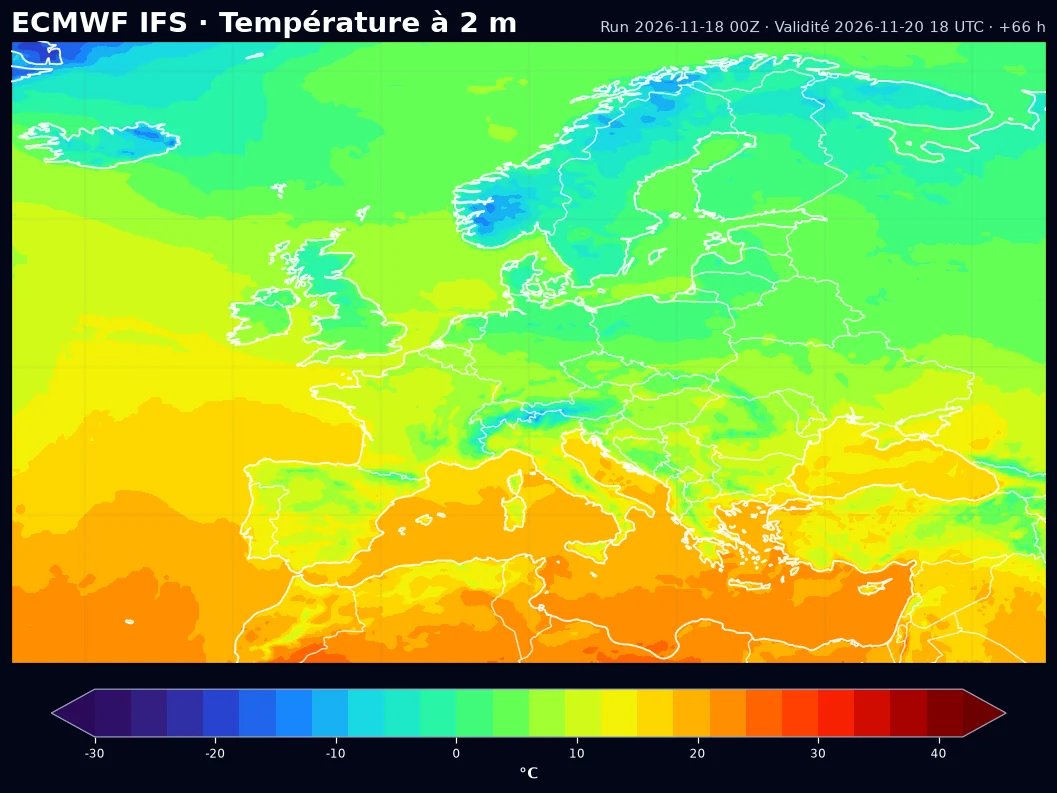 ECMWF IFS · Température à 2 m
Run 2026-11-18 00Z · Validité 2026-11-20 18 UTC · +66 h
-30 -20 -10 0 10 20 30 40
°C